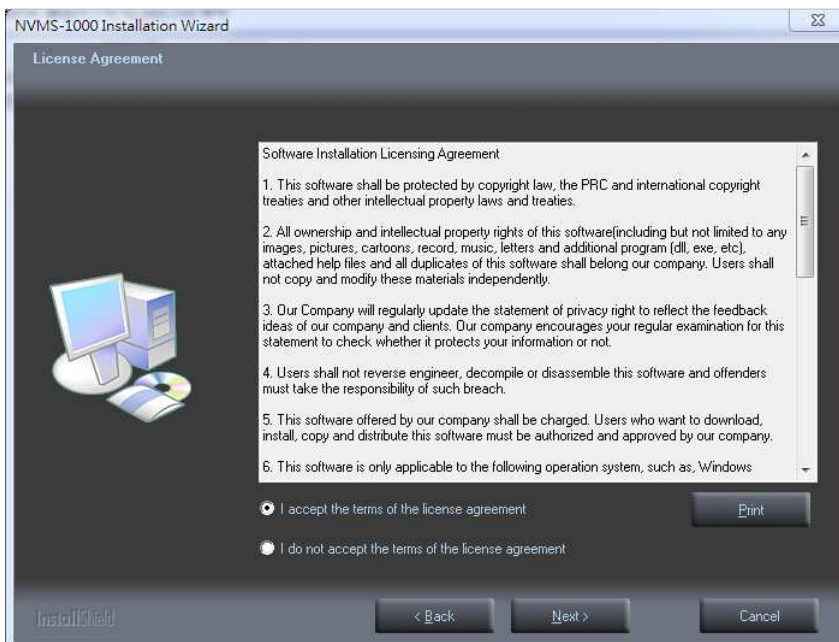 NVMS-1000 Installation Wizard
License Agreement
Software Installation Licensing Agreement
1. This software shall be protected by copyright law, the PRC and international copyright
treaties and other intellectual property laws and treaties.
2. All ownership and intellectual property rights of this software(including but not limited to any
images, pictures, cartoons, record, music, letters and additional program (dll, exe, etc),
attached help files and all duplicates of this software shall belong our company. Users shall
not copy and modify these materials independently.
3. Our Company will regularly update the statement of privacy right to reflect the feedback
ideas of our company and clients. Our company encourages your regular examination for this
statement to check whether it protects your information or not.
4. Users shall not reverse engineer, decompile or disassemble this software and offenders
must take the responsibility of such breach.
5. This software offered by our company shall be charged. Users who want to download,
install, copy and distribute this software must be authorized and approved by our company.
6. This software is only applicable to the following operation system, such as, Windows
I accept the terms of the license agreement
Print
I do not accept the terms of the license agreement
InstallShield
< Back
Next >
Cancel